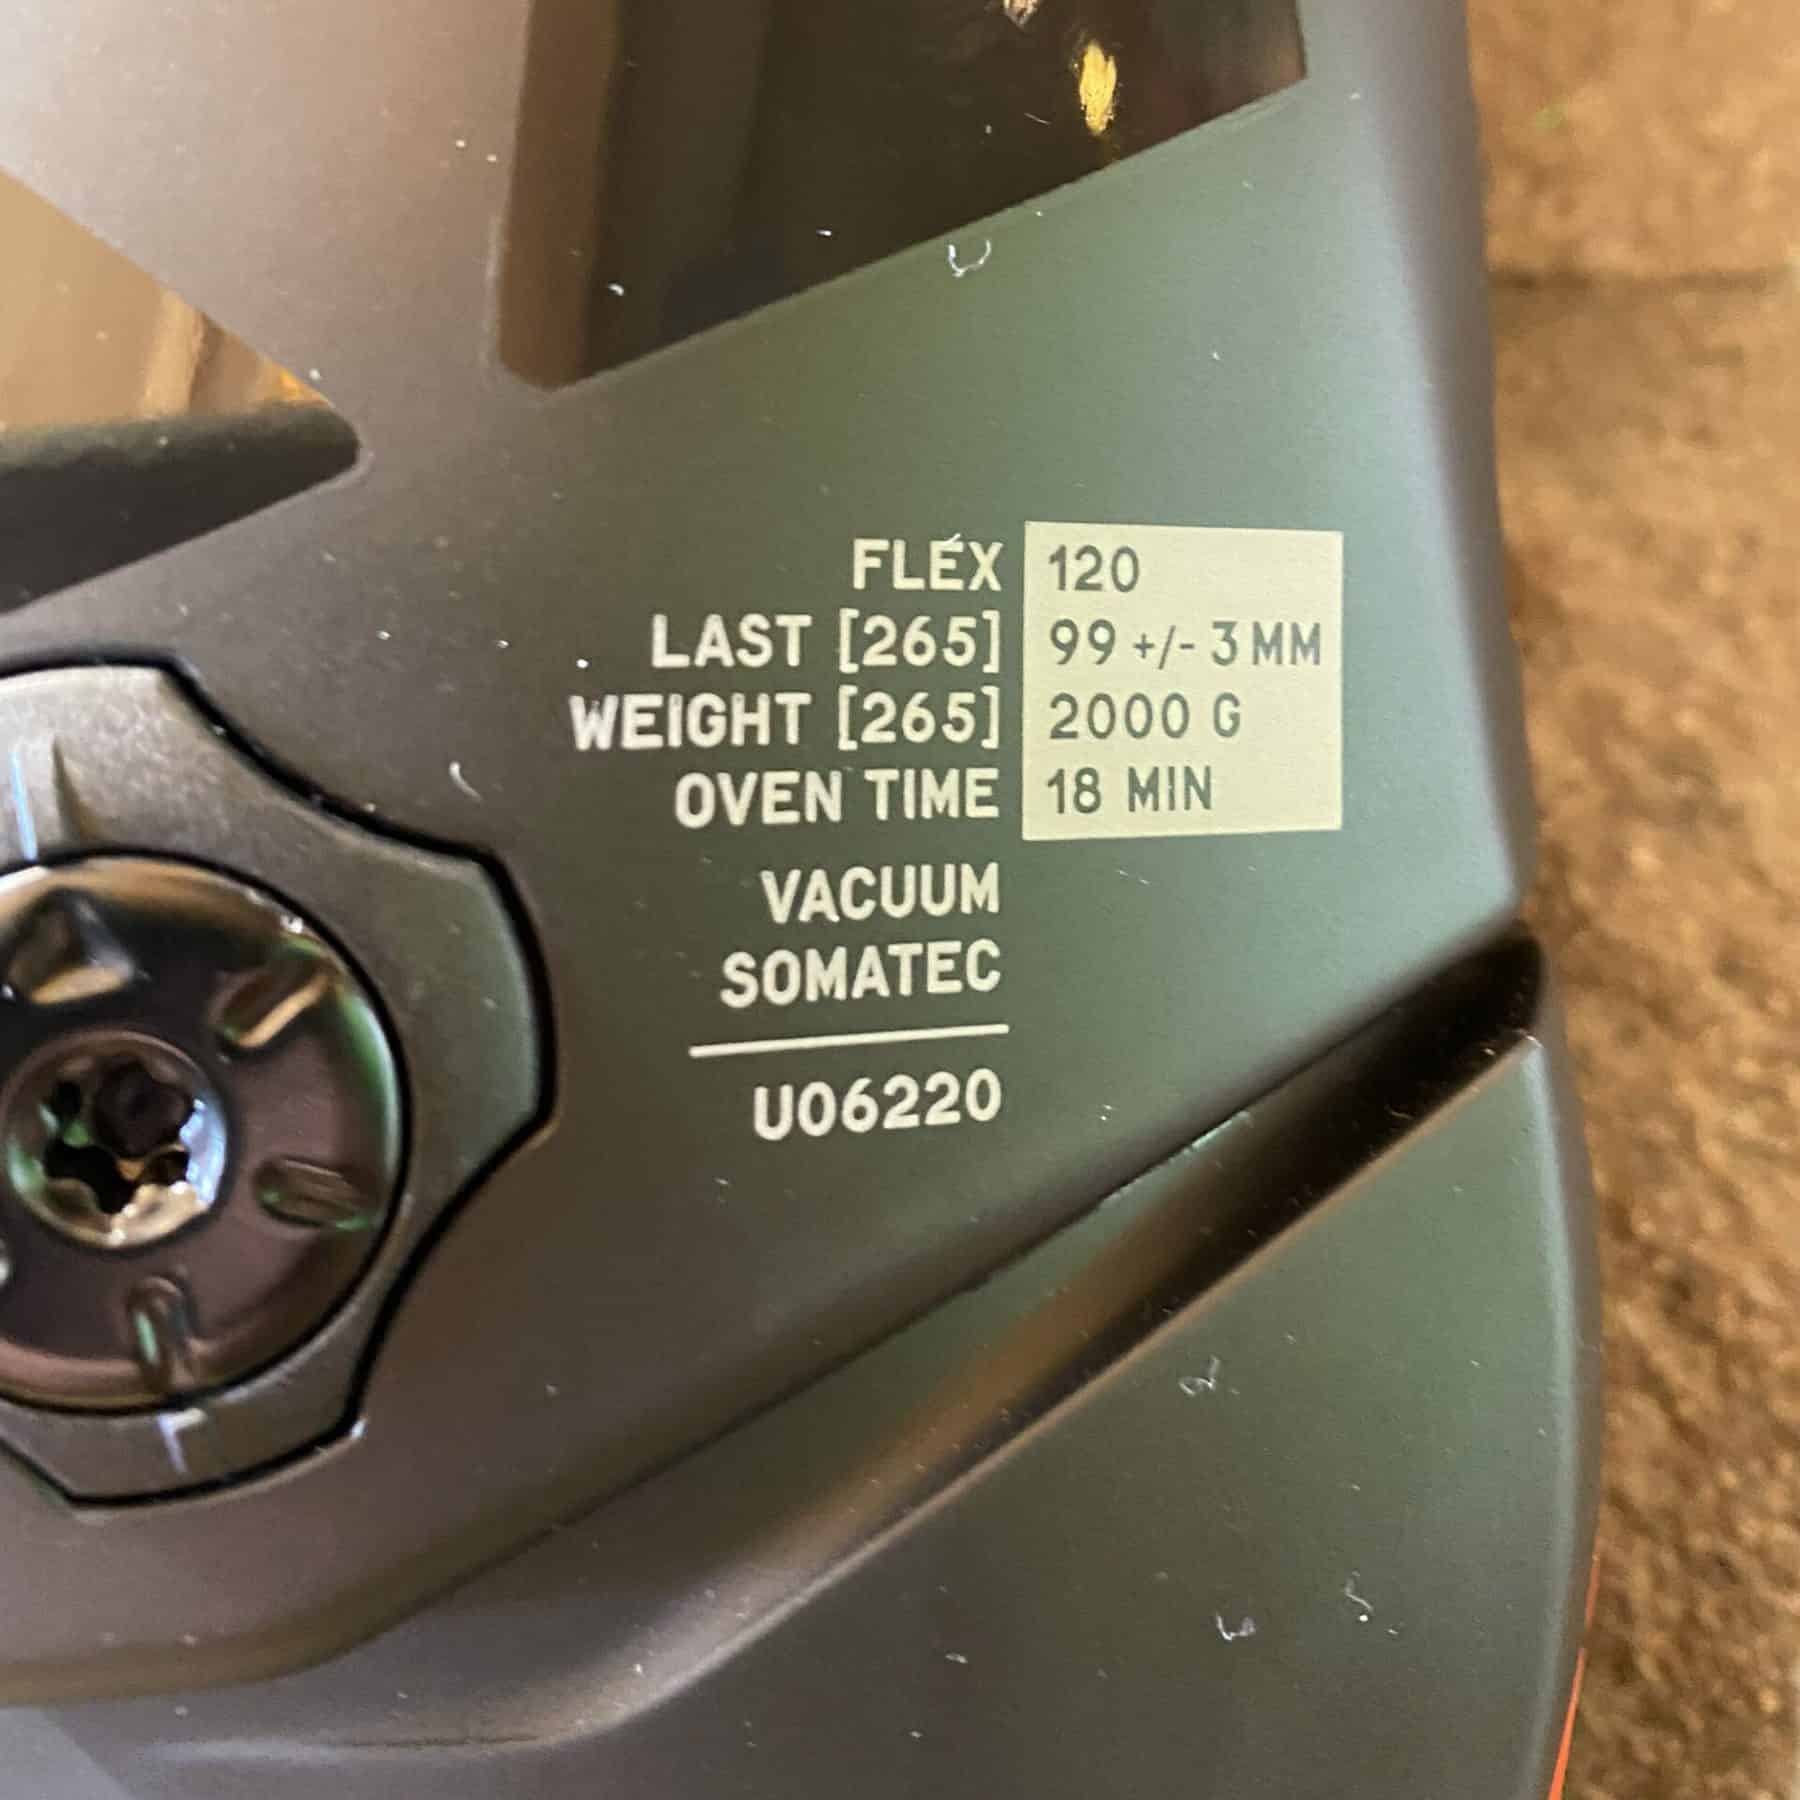 FLEX 120
LAST [265] 99 +/- 3 MM
WEIGHT [265] 2000 G
OVEN TIME 18 MIN
VACUUM
SOMATEC
U06220